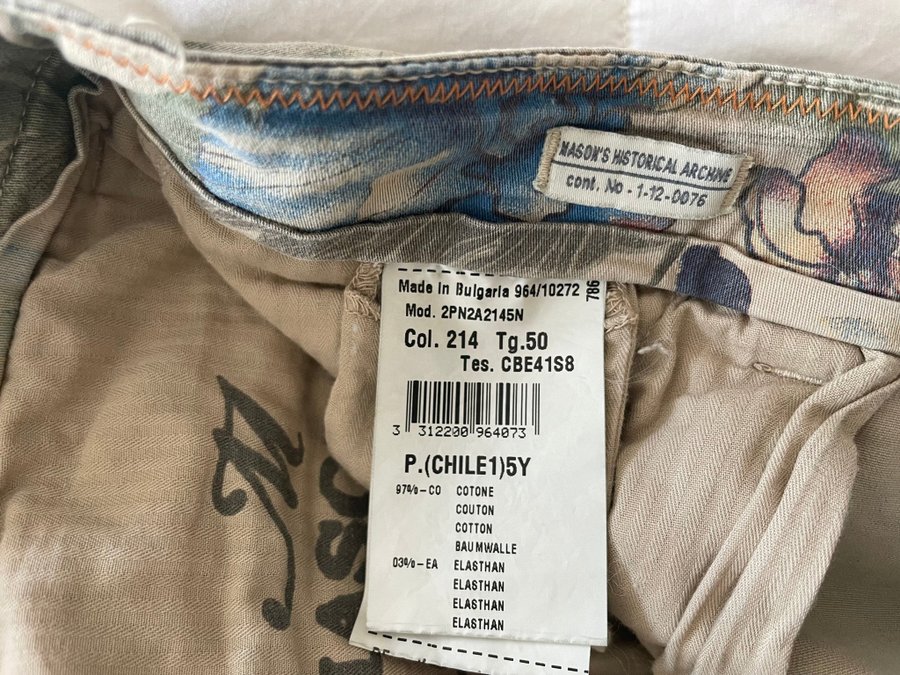 MASON'S HISTORICAL ARCHIVE
cont. No - 1-12-0076
Made in Bulgaria 964/10272
786
Mod. 2PN2A2145N
Col. 214 Tg.50
Tes. CBE41S8
3 312200 964073
P.(CHILE1)5Y
97%-CO COTONE
COUTON
COTTON
BAUMWALLE
03%-EA ELASTHAN
ELASTHAN
ELASTHAN
ELASTHAN
M
MASO